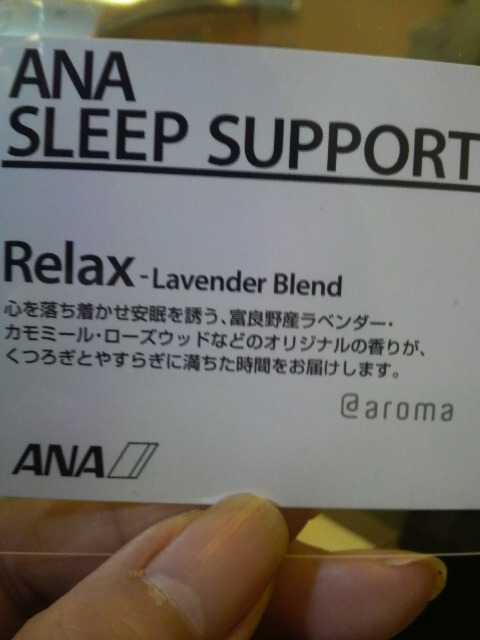 ANA
SLEEP SUPPORT
Relax - Lavender Blend
心を落ち着かせ安眠を誘う、富良野産ラベンダー・
カモミール・ローズウッドなどのオリジナルの香りが、
くつろぎとやすらぎに満ちた時間をお届けします。
@aroma
ANA